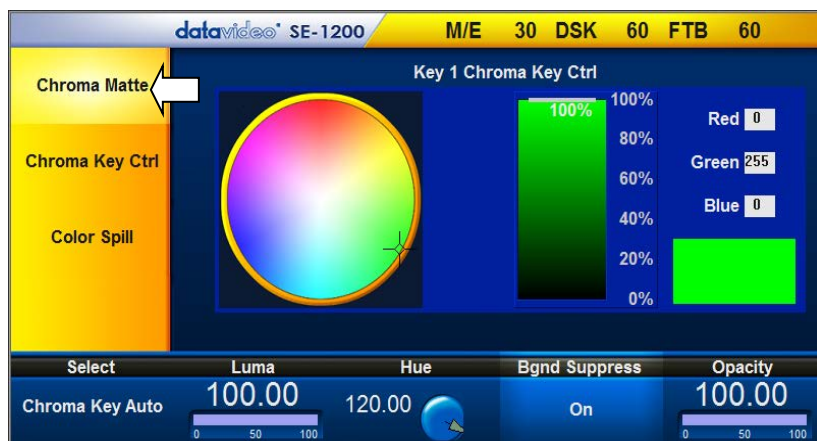 datavideo SE-1200 M/E 30 DSK 60 FTB 60
Chroma Matte
Chroma Key Ctrl
Color Spill
Key 1 Chroma Key Ctrl
100%
100%
80%
60%
40%
20%
0%
Red 0
Green 255
Blue 0
Select Luma Hue Bgnd Suppress Opacity
Chroma Key Auto 100.00 120.00 On 100.00
0 50 100 0 50 100